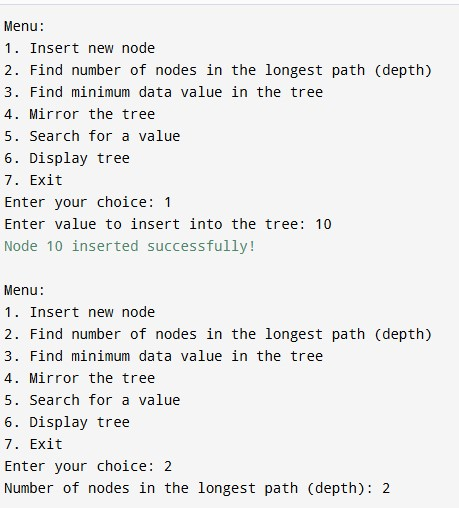 Menu:
1. Insert new node
2. Find number of nodes in the longest path (depth)
3. Find minimum data value in the tree
4. Mirror the tree
5. Search for a value
6. Display tree
7. Exit
Enter your choice: 1
Enter value to insert into the tree: 10
Node 10 inserted successfully!
Menu:
1. Insert new node
2. Find number of nodes in the longest path (depth)
3. Find minimum data value in the tree
4. Mirror the tree
5. Search for a value
6. Display tree
7. Exit
Enter your choice: 2
Number of nodes in the longest path (depth): 2